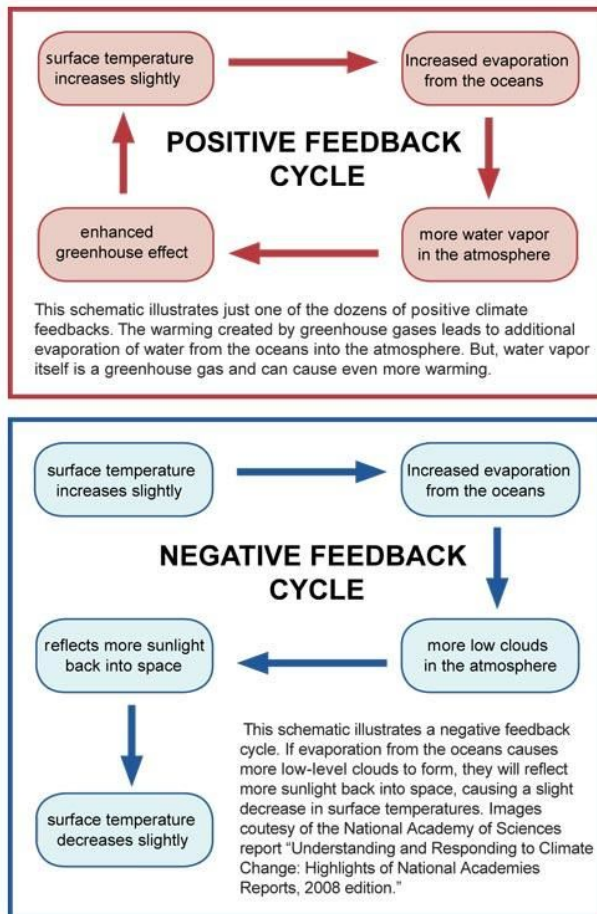 surface temperature
increases slightly
Increased evaporation
from the oceans
POSITIVE FEEDBACK
CYCLE
enhanced
greenhouse effect
more water vapor
in the atmosphere
This schematic illustrates just one of the dozens of positive climate
feedbacks. The warming created by greenhouse gases leads to additional
evaporation of water from the oceans into the atmosphere. But, water vapor
itself is a greenhouse gas and can cause even more warming.
surface temperature
increases slightly
Increased evaporation
from the oceans
NEGATIVE FEEDBACK
CYCLE
reflects more sunlight
back into space
more low clouds
in the atmosphere
This schematic illustrates a negative feedback
cycle. If evaporation from the oceans causes
more low-level clouds to form, they will reflect
more sunlight back into space, causing a slight
decrease in surface temperatures. Images
coutesy of the National Academy of Sciences
report “Understanding and Responding to Climate
Change: Highlights of National Academies
Reports, 2008 edition.”
surface temperature
decreases slightly